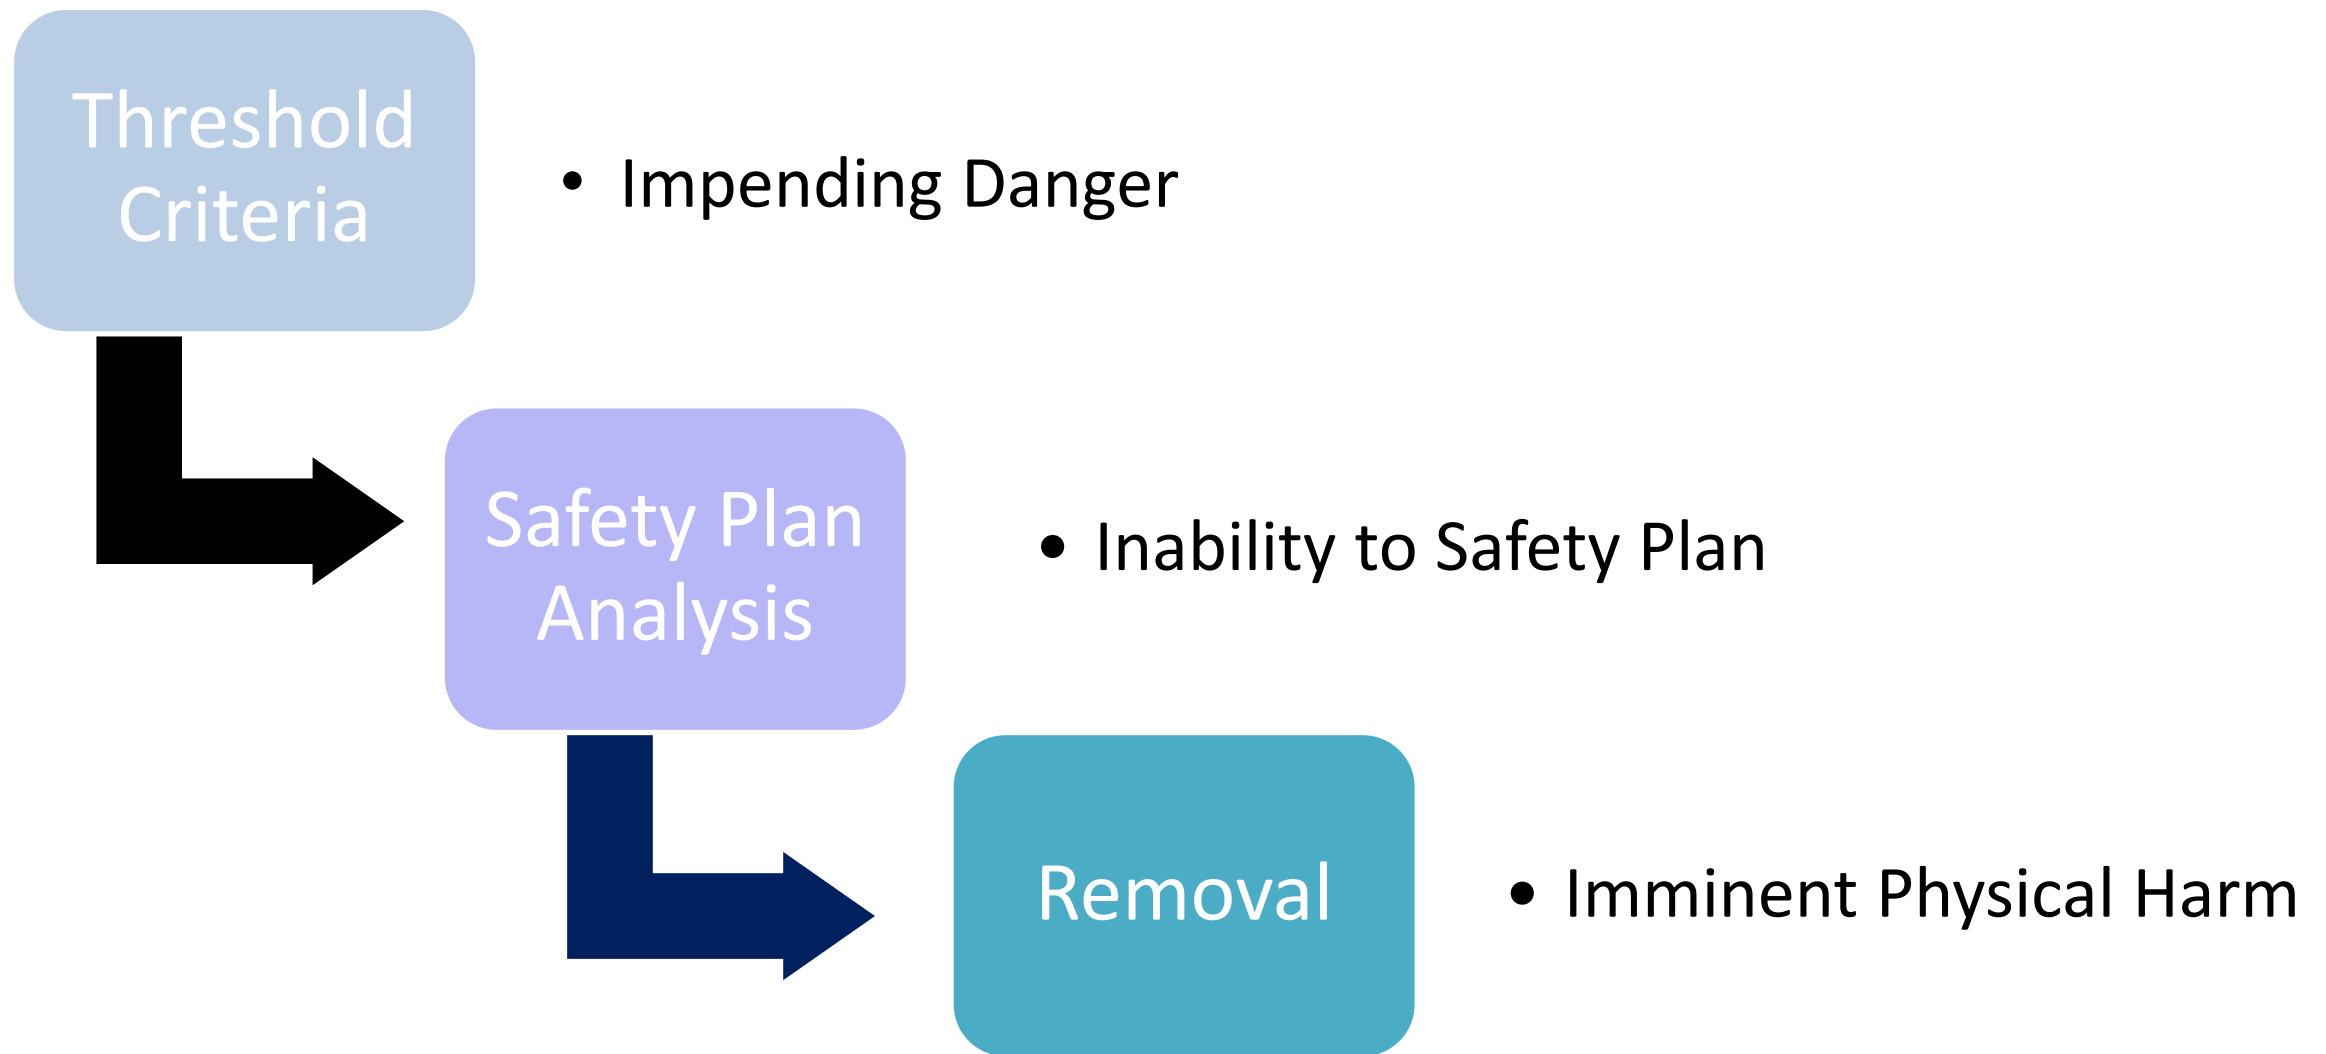 Threshold
Criteria
• Impending Danger
Safety Plan
Analysis
• Inability to Safety Plan
Removal
• Imminent Physical Harm